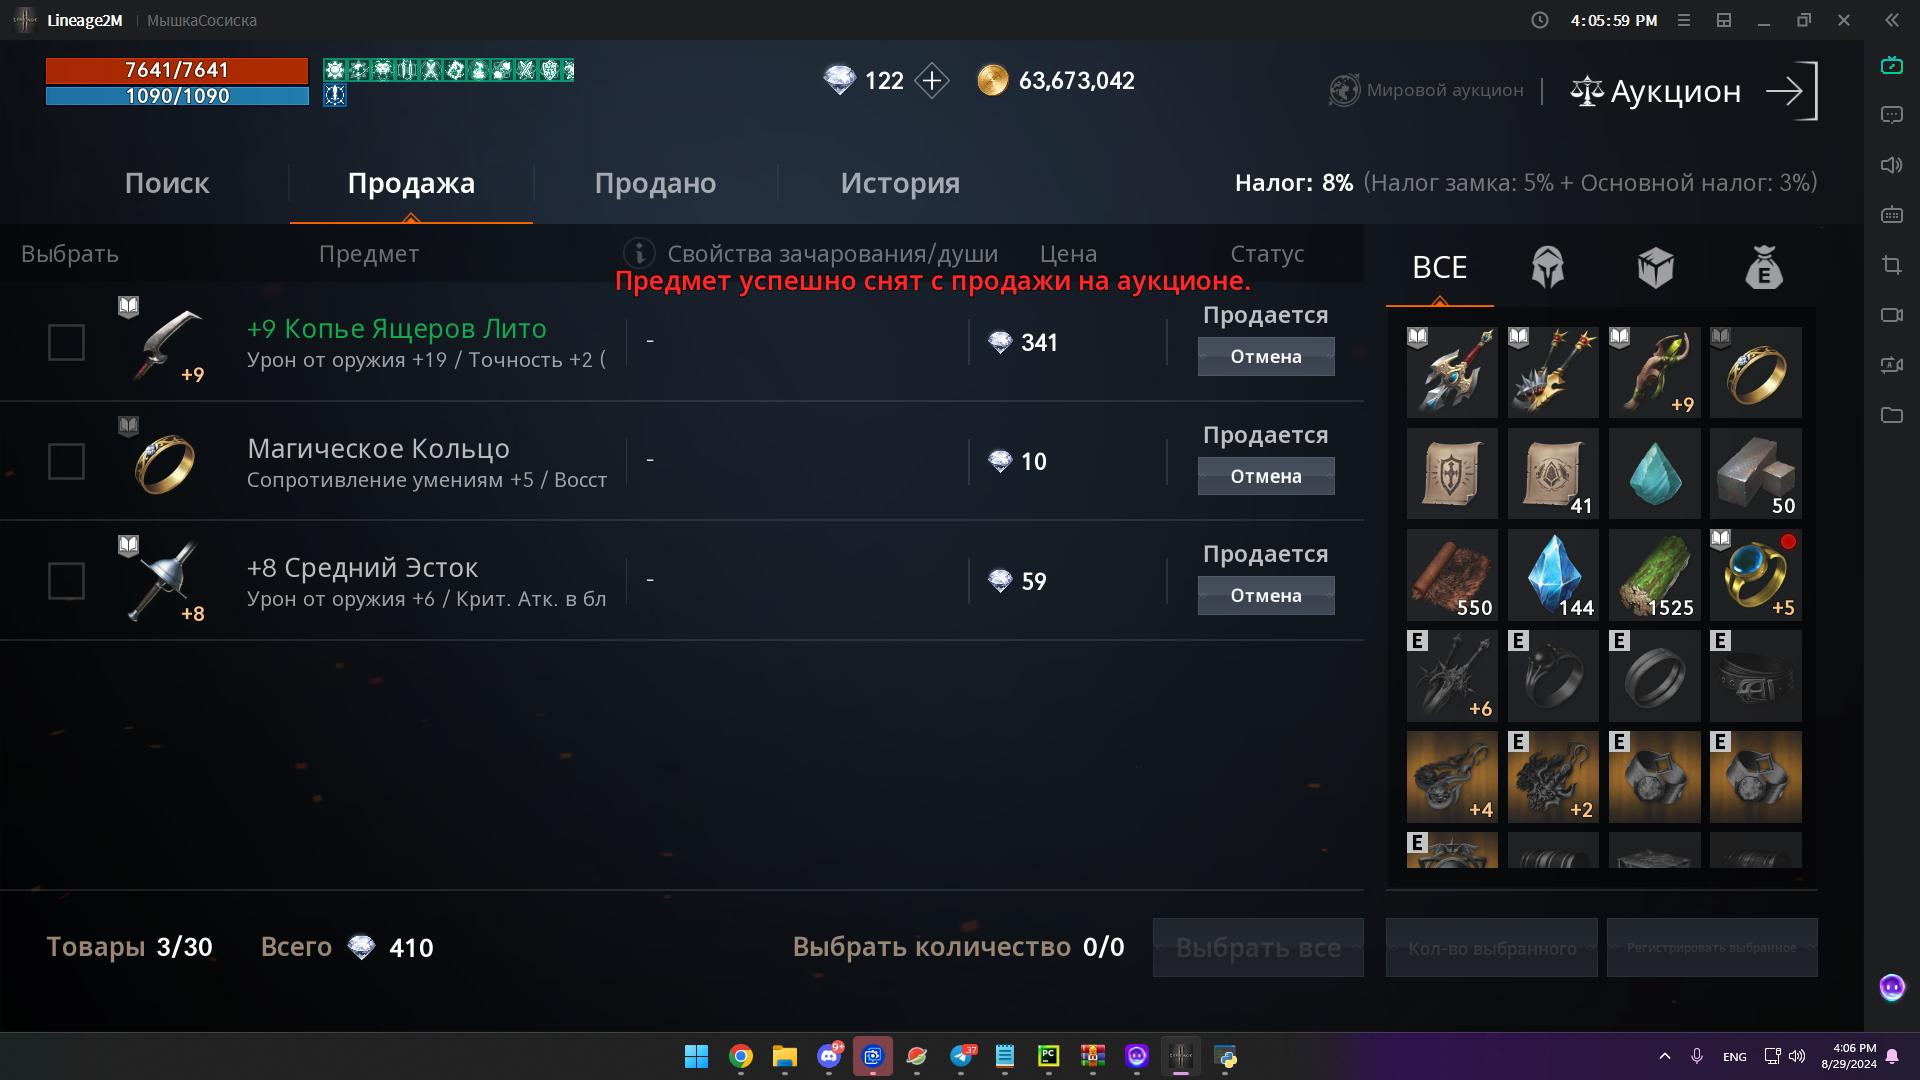 Lineage2M МышкаСосиска
4:05:59 PM
7641/7641
1090/1090
122
63,673,042
Мировой аукцион
Аукцион
Поиск Продажа Продано История
Налог: 8% (Налог замка: 5% + Основной налог: 3%)
Выбрать Предмет Свойства зачарования/души Цена Статус
Предмет успешно снят с продажи на аукционе.
+9
+9 Копье Ящеров Лито
Урон от оружия +19 / Точность +2 (
-
341
Продается
Отмена
Магическое Кольцо
Сопротивление умениям +5 / Восст
-
10
Продается
Отмена
+8
+8 Средний Эсток
Урон от оружия +6 / Крит. Атк. в бл
-
59
Продается
Отмена
ВСЕ
E
+9
41
50
550
144
1525
+5
E E E E
+6
E E E
+4
+2
E
Товары 3/30
Всего 410
Выбрать количество 0/0
Выбрать все
Кол-во выбранного
Регистрировать выбранное
9+
37
PC
ENG
4:06 PM
8/29/2024